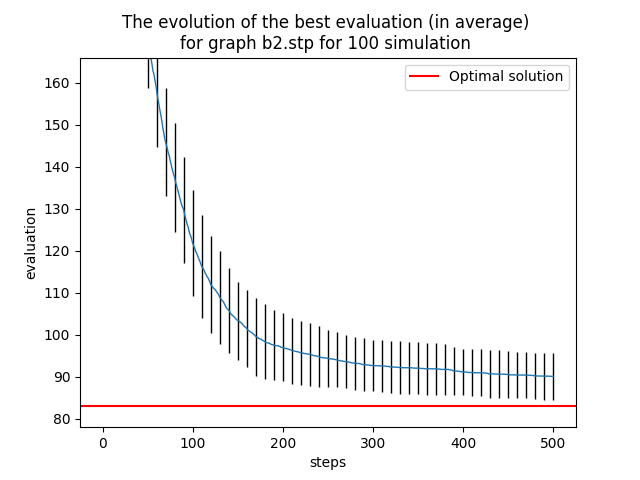 The evolution of the best evaluation (in average)
for graph b2.stp for 100 simulation
Optimal solution
160
150
140
130
120
110
100
90
80
evaluation
0 100 200 300 400 500
steps